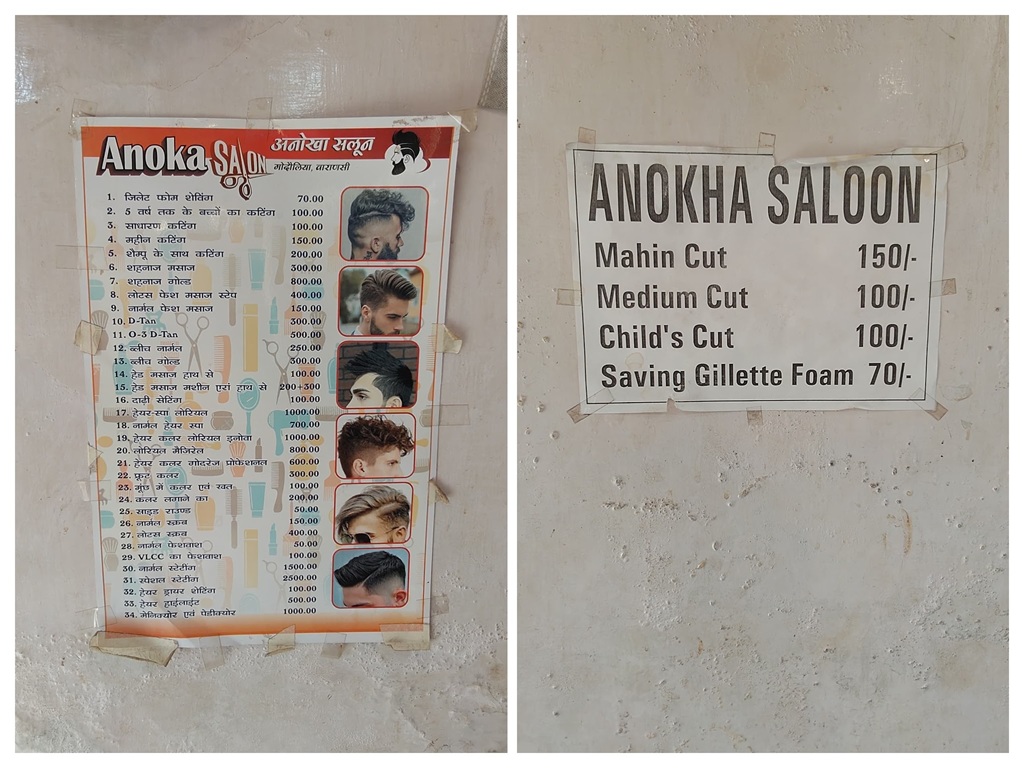 Anoka SALON अनोखा सलून
गोदौलिया, वाराणसी
1. जिलेट फोम शेविंग 70.00
2. 5 वर्ष तक के बच्चों का कटिंग 100.00
3. साधारण कटिंग 100.00
4. महीन कटिंग 150.00
5. शैम्पू के साथ कटिंग 200.00
6. शहनाज मसाज 300.00
7. शहनाज गोल्ड 800.00
8. लोटस फेश मसाज स्टेप 400.00
9. नार्मल फेश मसाज 150.00
10. D-Tan 300.00
11. O-3 D-Tan 500.00
12. ब्लीच नार्मल 250.00
13. ब्लीच गोल्ड 300.00
14. हेड मसाज हाथ से 100.00
15. हेड मसाज मशीन एवं हाथ से 200+300
16. दाढ़ी सेटिंग 100.00
17. हेयर-स्पा लोरियल 1000.00
18. नार्मल हेयर स्पा 700.00
19. हेयर कलर लोरियल इनोवा 1000.00
20. लोरियल मैजिरेल 800.00
21. हेयर कलर गोदरेज प्रोफेशनल 600.00
22. फ्रूट कलर 300.00
23. मुंछ में कलर एवं खत 100.00
24. कलर लगाने का 200.00
25. साइड राउण्ड 50.00
26. नार्मल स्क्रब 150.00
27. लोटस स्क्रब 400.00
28. नार्मल फेशवाश 50.00
29. VLCC का फेशवाश 100.00
30. नार्मल स्टेटींग 1500.00
31. स्पेशल स्टेटींग 2500.00
32. हेयर ड्रायर शेटिंग 100.00
33. हेयर हाईलाईट 500.00
34. मेनिक्योर एवं पेडीक्योर 1000.00
ANOKHA SALOON
Mahin Cut 150/-
Medium Cut 100/-
Child's Cut 100/-
Saving Gillette Foam 70/-